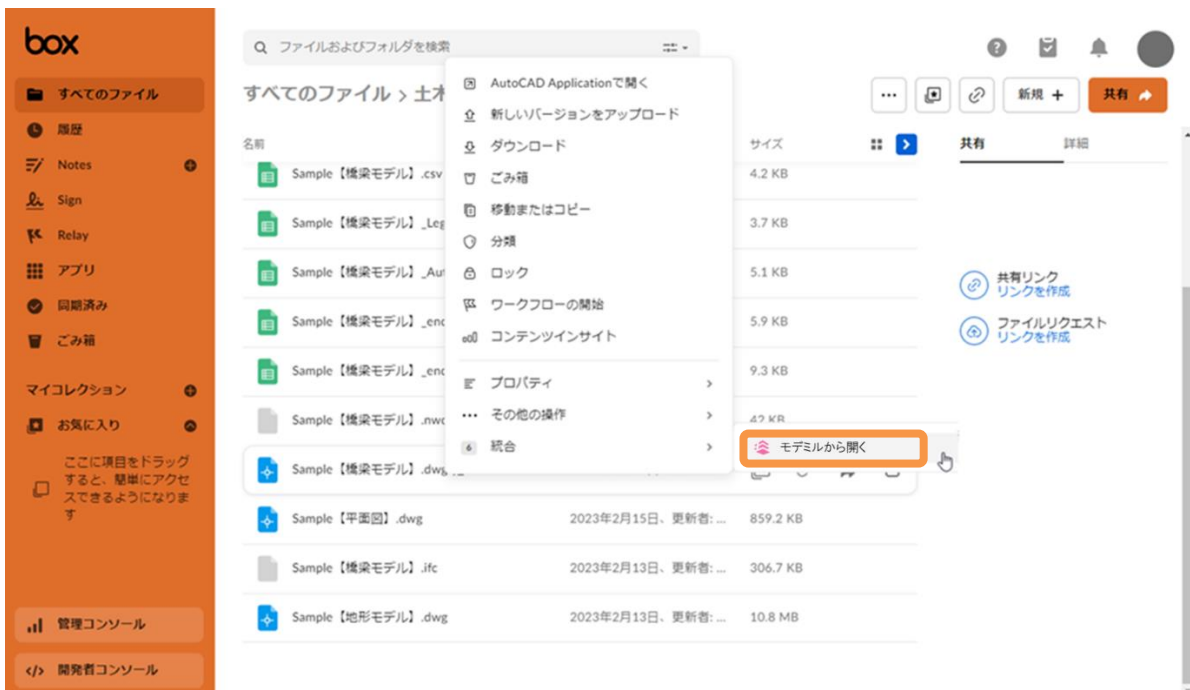 box
すべてのファイル
履歴
Notes
Sign
Relay
アプリ
同期済み
ごみ箱
マイコレクション
お気に入り
ここに項目をドラッグ
すると、簡単にアクセ
スできるようになりま
す
管理コンソール
</> 開発者コンソール
ファイルおよびフォルダを検索
すべてのファイル > 土木
新規 +
共有
名前
サイズ
Sample【橋梁モデル】.csv
4.2 KB
Sample【橋梁モデル】_Leg
3.7 KB
Sample【橋梁モデル】_Au
5.1 KB
Sample【橋梁モデル】_enc
5.9 KB
Sample【橋梁モデル】_enc
9.3 KB
Sample【橋梁モデル】.nwc
42 KB
Sample【橋梁モデル】.dwg
Sample【平面図】.dwg
2023年2月15日、更新者: ...
859.2 KB
Sample【橋梁モデル】.ifc
2023年2月13日、更新者: ...
306.7 KB
Sample【地形モデル】.dwg
2023年2月13日、更新者: ...
10.8 MB
AutoCAD Applicationで開く
新しいバージョンをアップロード
ダウンロード
ごみ箱
移動またはコピー
分類
ロック
ワークフローの開始
コンテンツインサイト
プロパティ
その他の操作
6 統合
モデミルから開く
共有
詳細
共有リンク
リンクを作成
ファイルリクエスト
リンクを作成